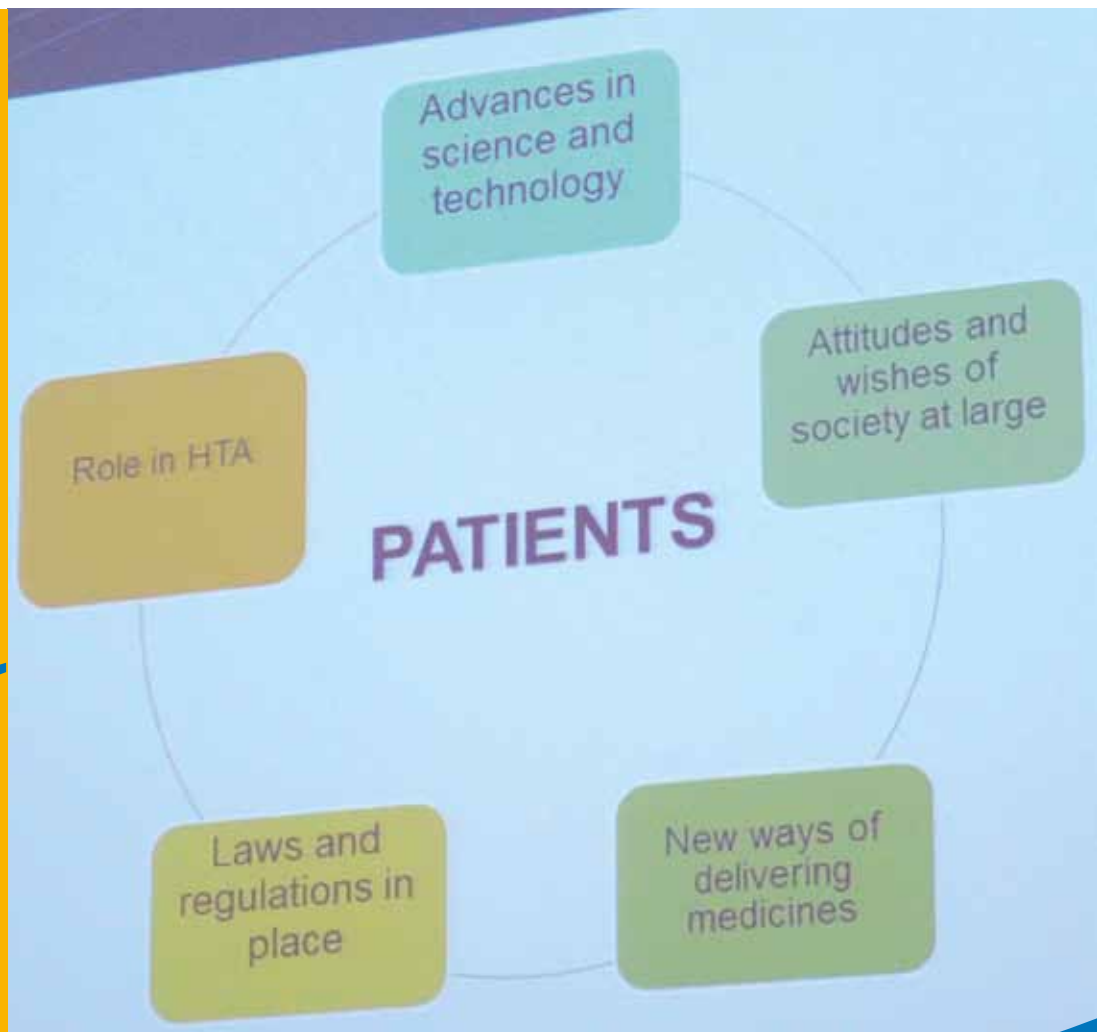 Advances in
science and
technology
Attitudes and
wishes of
society at large
Role in HTA
PATIENTS
New ways of
delivering
medicines
Laws and
regulations in
place